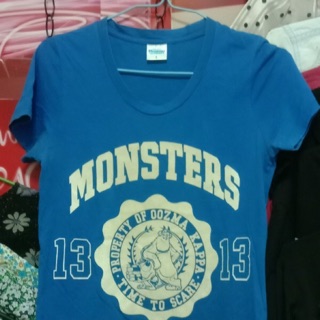 MONSTERS
PROPERTY OF OOZMA KAPPA
13 13
TIME TO SCARE